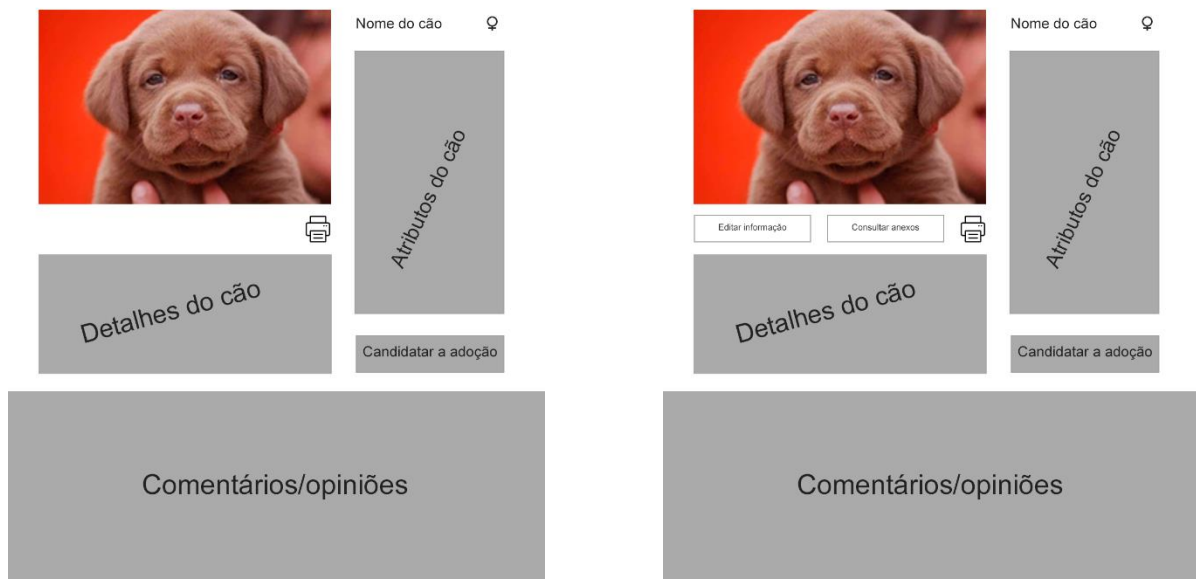 Nome do cão
Atributos do cão
Detalhes do cão
Candidatar a adoção
Comentários/opiniões
Nome do cão
Atributos do cão
Editar informação
Consultar anexos
Detalhes do cão
Candidatar a adoção
Comentários/opiniões